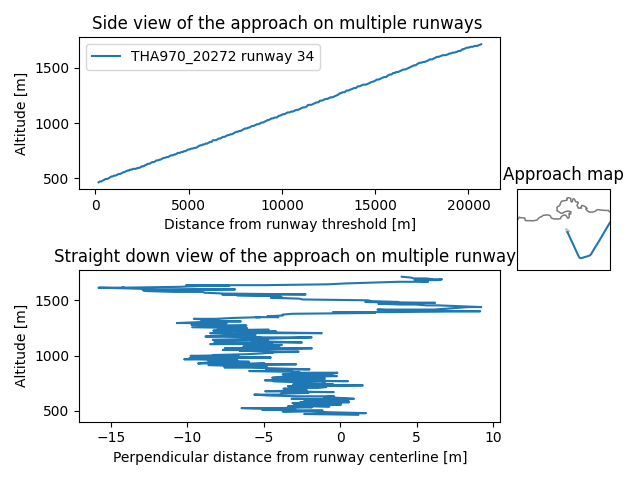 Side view of the approach on multiple runways
THA970_20272 runway 34
Altitude [m]
1500
1000
500
0
5000
10000
15000
20000
Distance from runway threshold [m]
Approach map
Straight down view of the approach on multiple runway
Altitude [m]
1500
1000
500
−15
−10
−5
0
5
10
Perpendicular distance from runway centerline [m]